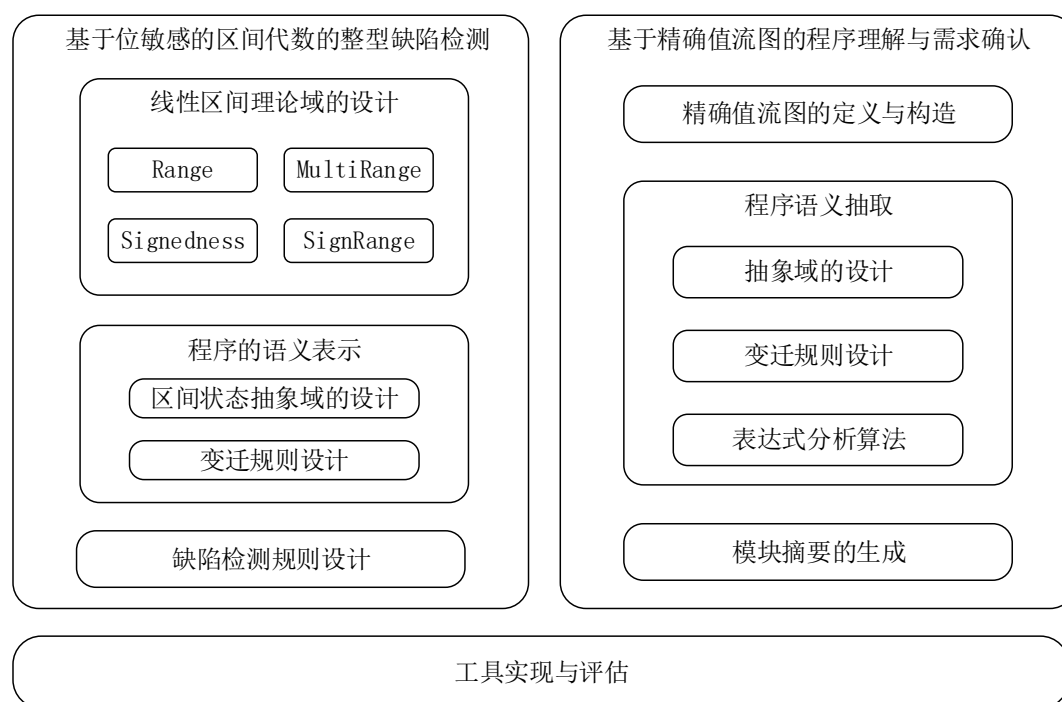 基于位敏感的区间代数的整型缺陷检测
线性区间理论域的设计
Range
MultiRange
Signedness
SignRange
程序的语义表示
区间状态抽象域的设计
变迁规则设计
缺陷检测规则设计
基于精确值流图的程序理解与需求确认
精确值流图的定义与构造
程序语义抽取
抽象域的设计
变迁规则设计
表达式分析算法
模块摘要的生成
工具实现与评估